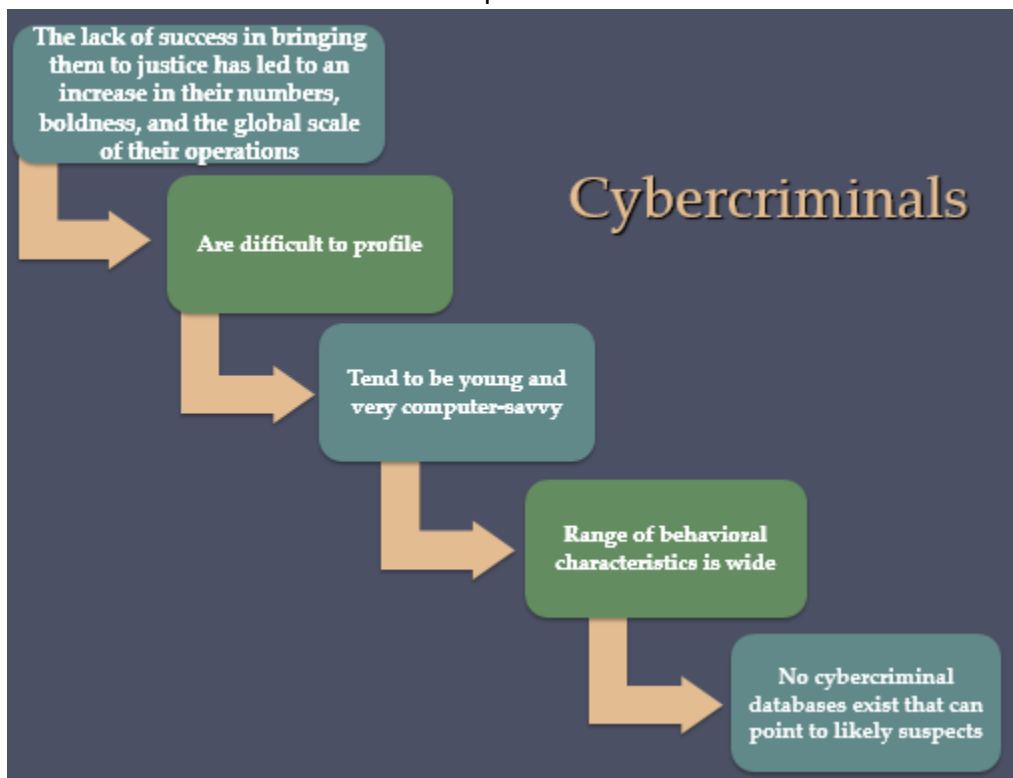 The lack of success in bringing
them to justice has led to an
increase in their numbers,
boldness, and the global scale
of their operations
Cybercriminals
Are difficult to profile
Tend to be young and
very computer-savvy
Range of behavioral
characteristics is wide
No cybercriminal
databases exist that can
point to likely suspects